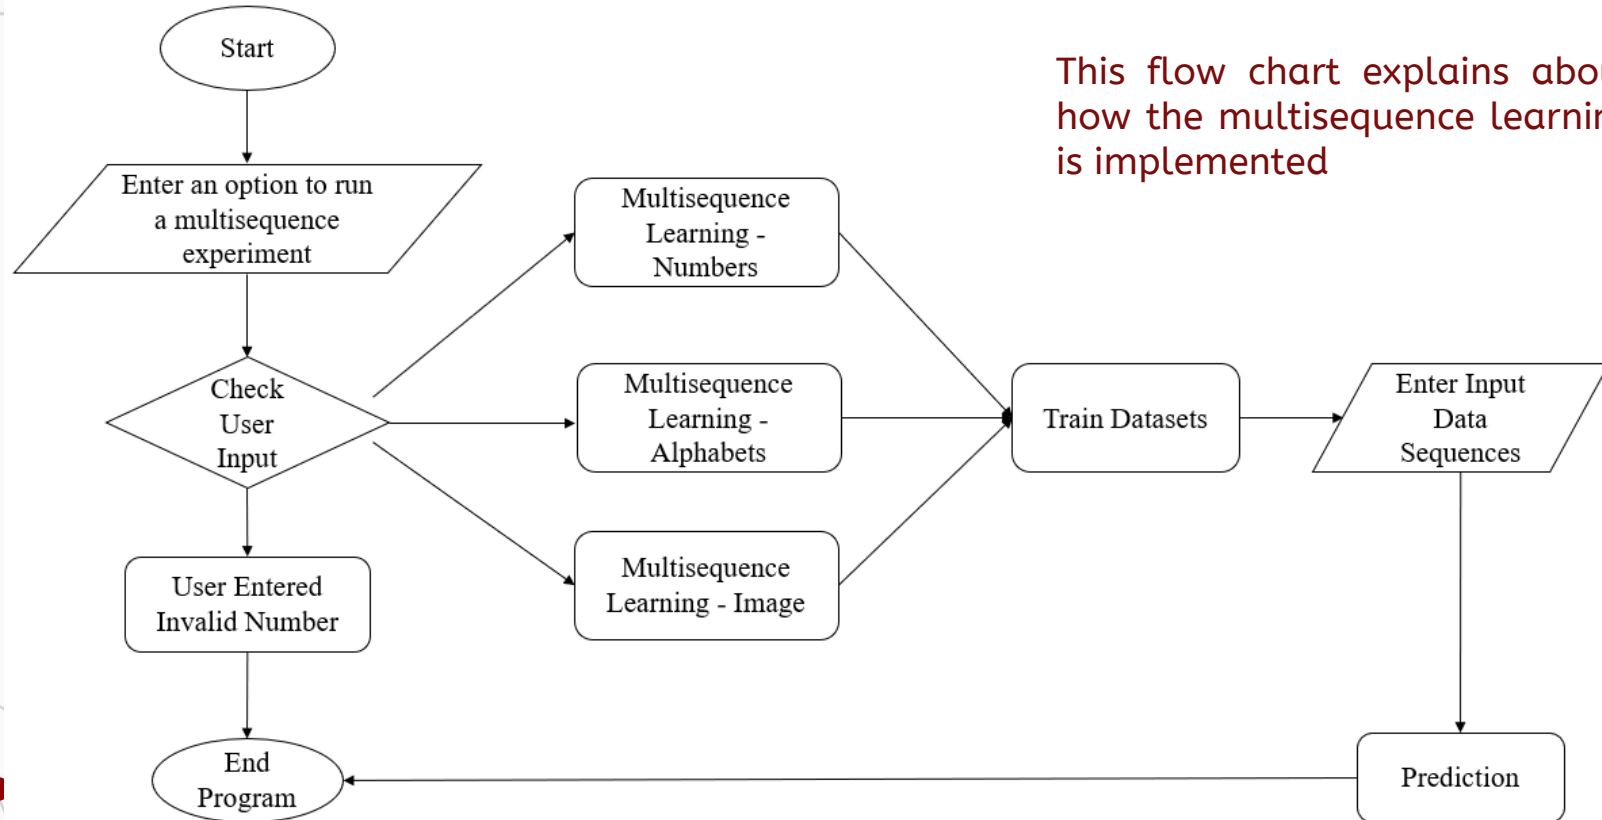 Start
This flow chart explains abou
how the multisequence learnin
is implemented
Enter an option to run
a multisequence
experiment
Multisequence
Learning -
Numbers
Check
User
Input
Multisequence
Learning -
Alphabets
Train Datasets
Enter Input
Data
Sequences
User Entered
Invalid Number
Multisequence
Learning - Image
End
Program
Prediction